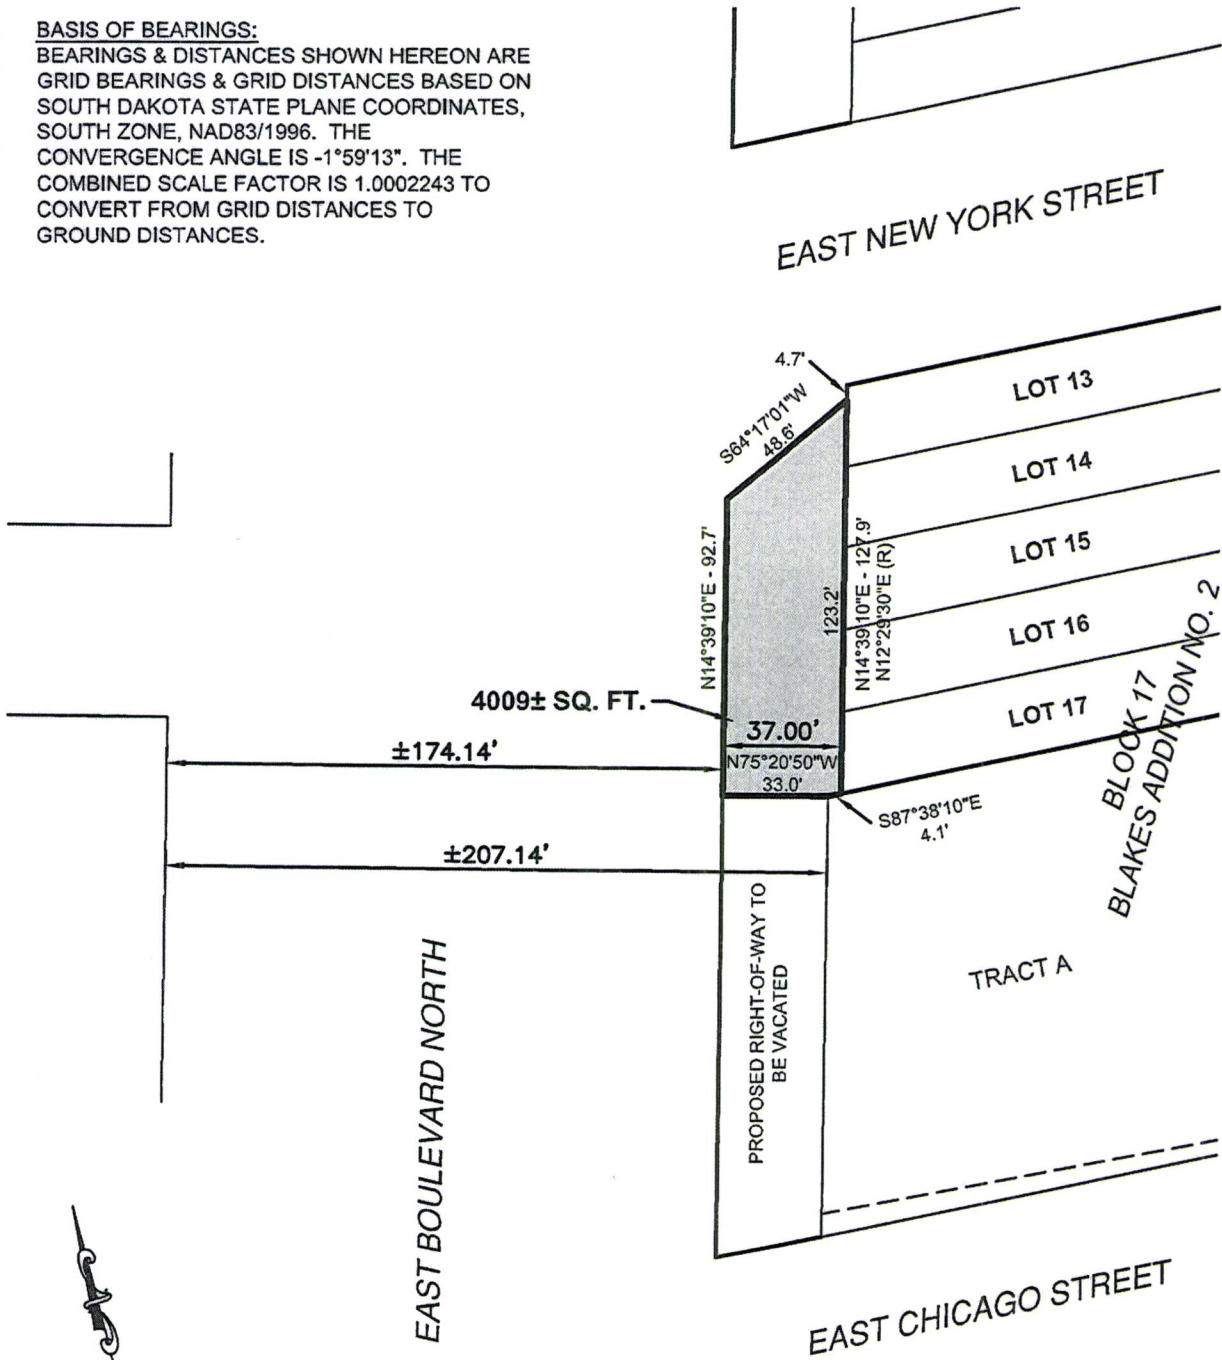 BASIS OF BEARINGS:
BEARINGS & DISTANCES SHOWN HEREON ARE
GRID BEARINGS & GRID DISTANCES BASED ON
SOUTH DAKOTA STATE PLANE COORDINATES,
SOUTH ZONE, NAD83/1996. THE
CONVERGENCE ANGLE IS -1°59'13". THE
COMBINED SCALE FACTOR IS 1.0002243 TO
CONVERT FROM GRID DISTANCES TO
GROUND DISTANCES.
EAST NEW YORK STREET
4.7'
S64°17'01"W
48.6'
LOT 13
LOT 14
LOT 15
LOT 16
LOT 17
N14°39'10"E - 92.7'
123.2'
N14°39'10"E - 127.9'
N12°29'30"E (R)
BLOCK 17
BLAKES ADDITION NO. 2
4009± SQ. FT.
37.00'
N75°20'50"W
33.0'
±174.14'
S87°38'10"E
4.1'
±207.14'
PROPOSED RIGHT-OF-WAY TO
BE VACATED
TRACT A
EAST BOULEVARD NORTH
EAST CHICAGO STREET